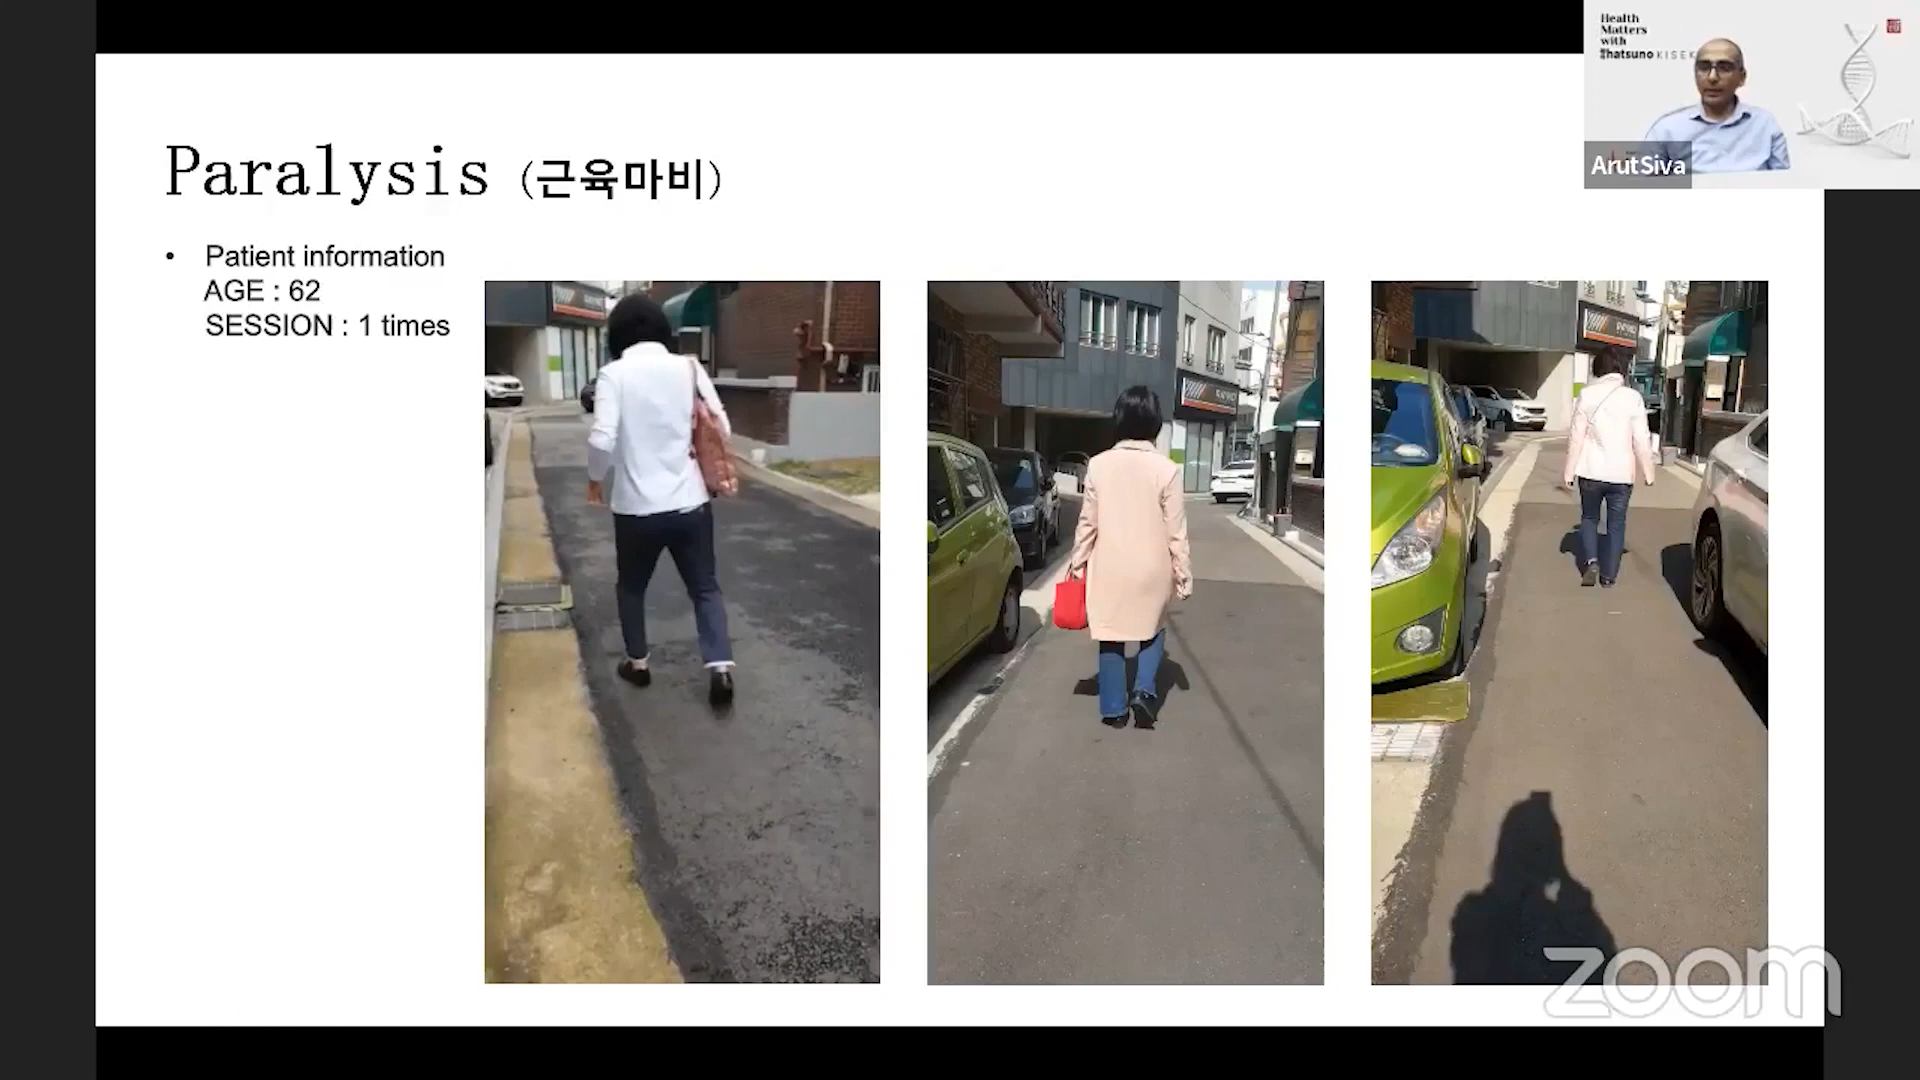 Health
Matters
with
Hatsuno KISEK
ArutSiva
Paralysis (근육마비)
• Patient information
AGE : 62
SESSION : 1 times
zoom